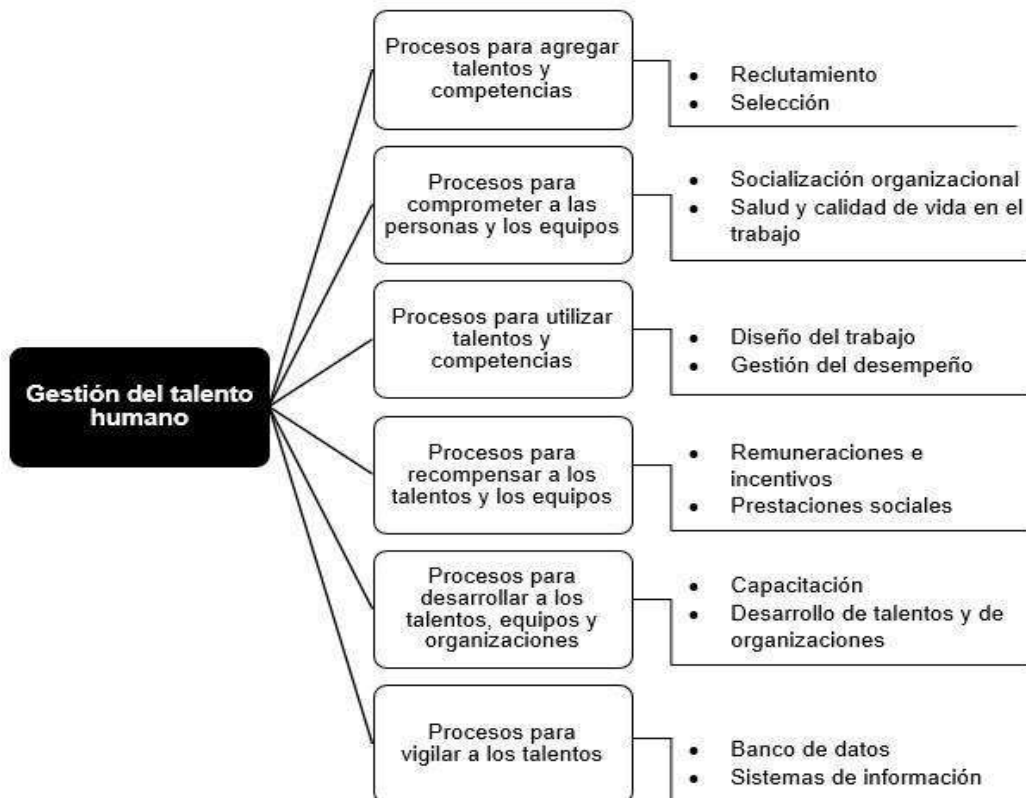 Procesos para agregar
talentos y
competencias
• Reclutamiento
• Selección
Procesos para
comprometer a las
personas y los equipos
• Socialización organizacional
• Salud y calidad de vida en el
trabajo
Procesos para utilizar
talentos y
competencias
• Diseño del trabajo
• Gestión del desempeño
Gestión del talento
humano
Procesos para
recompensar a los
talentos y los equipos
• Remuneraciones e
incentivos
• Prestaciones sociales
Procesos para
desarrollar a los
talentos, equipos y
organizaciones
• Capacitación
• Desarrollo de talentos y de
organizaciones
Procesos para
vigilar a los talentos
• Banco de datos
• Sistemas de información